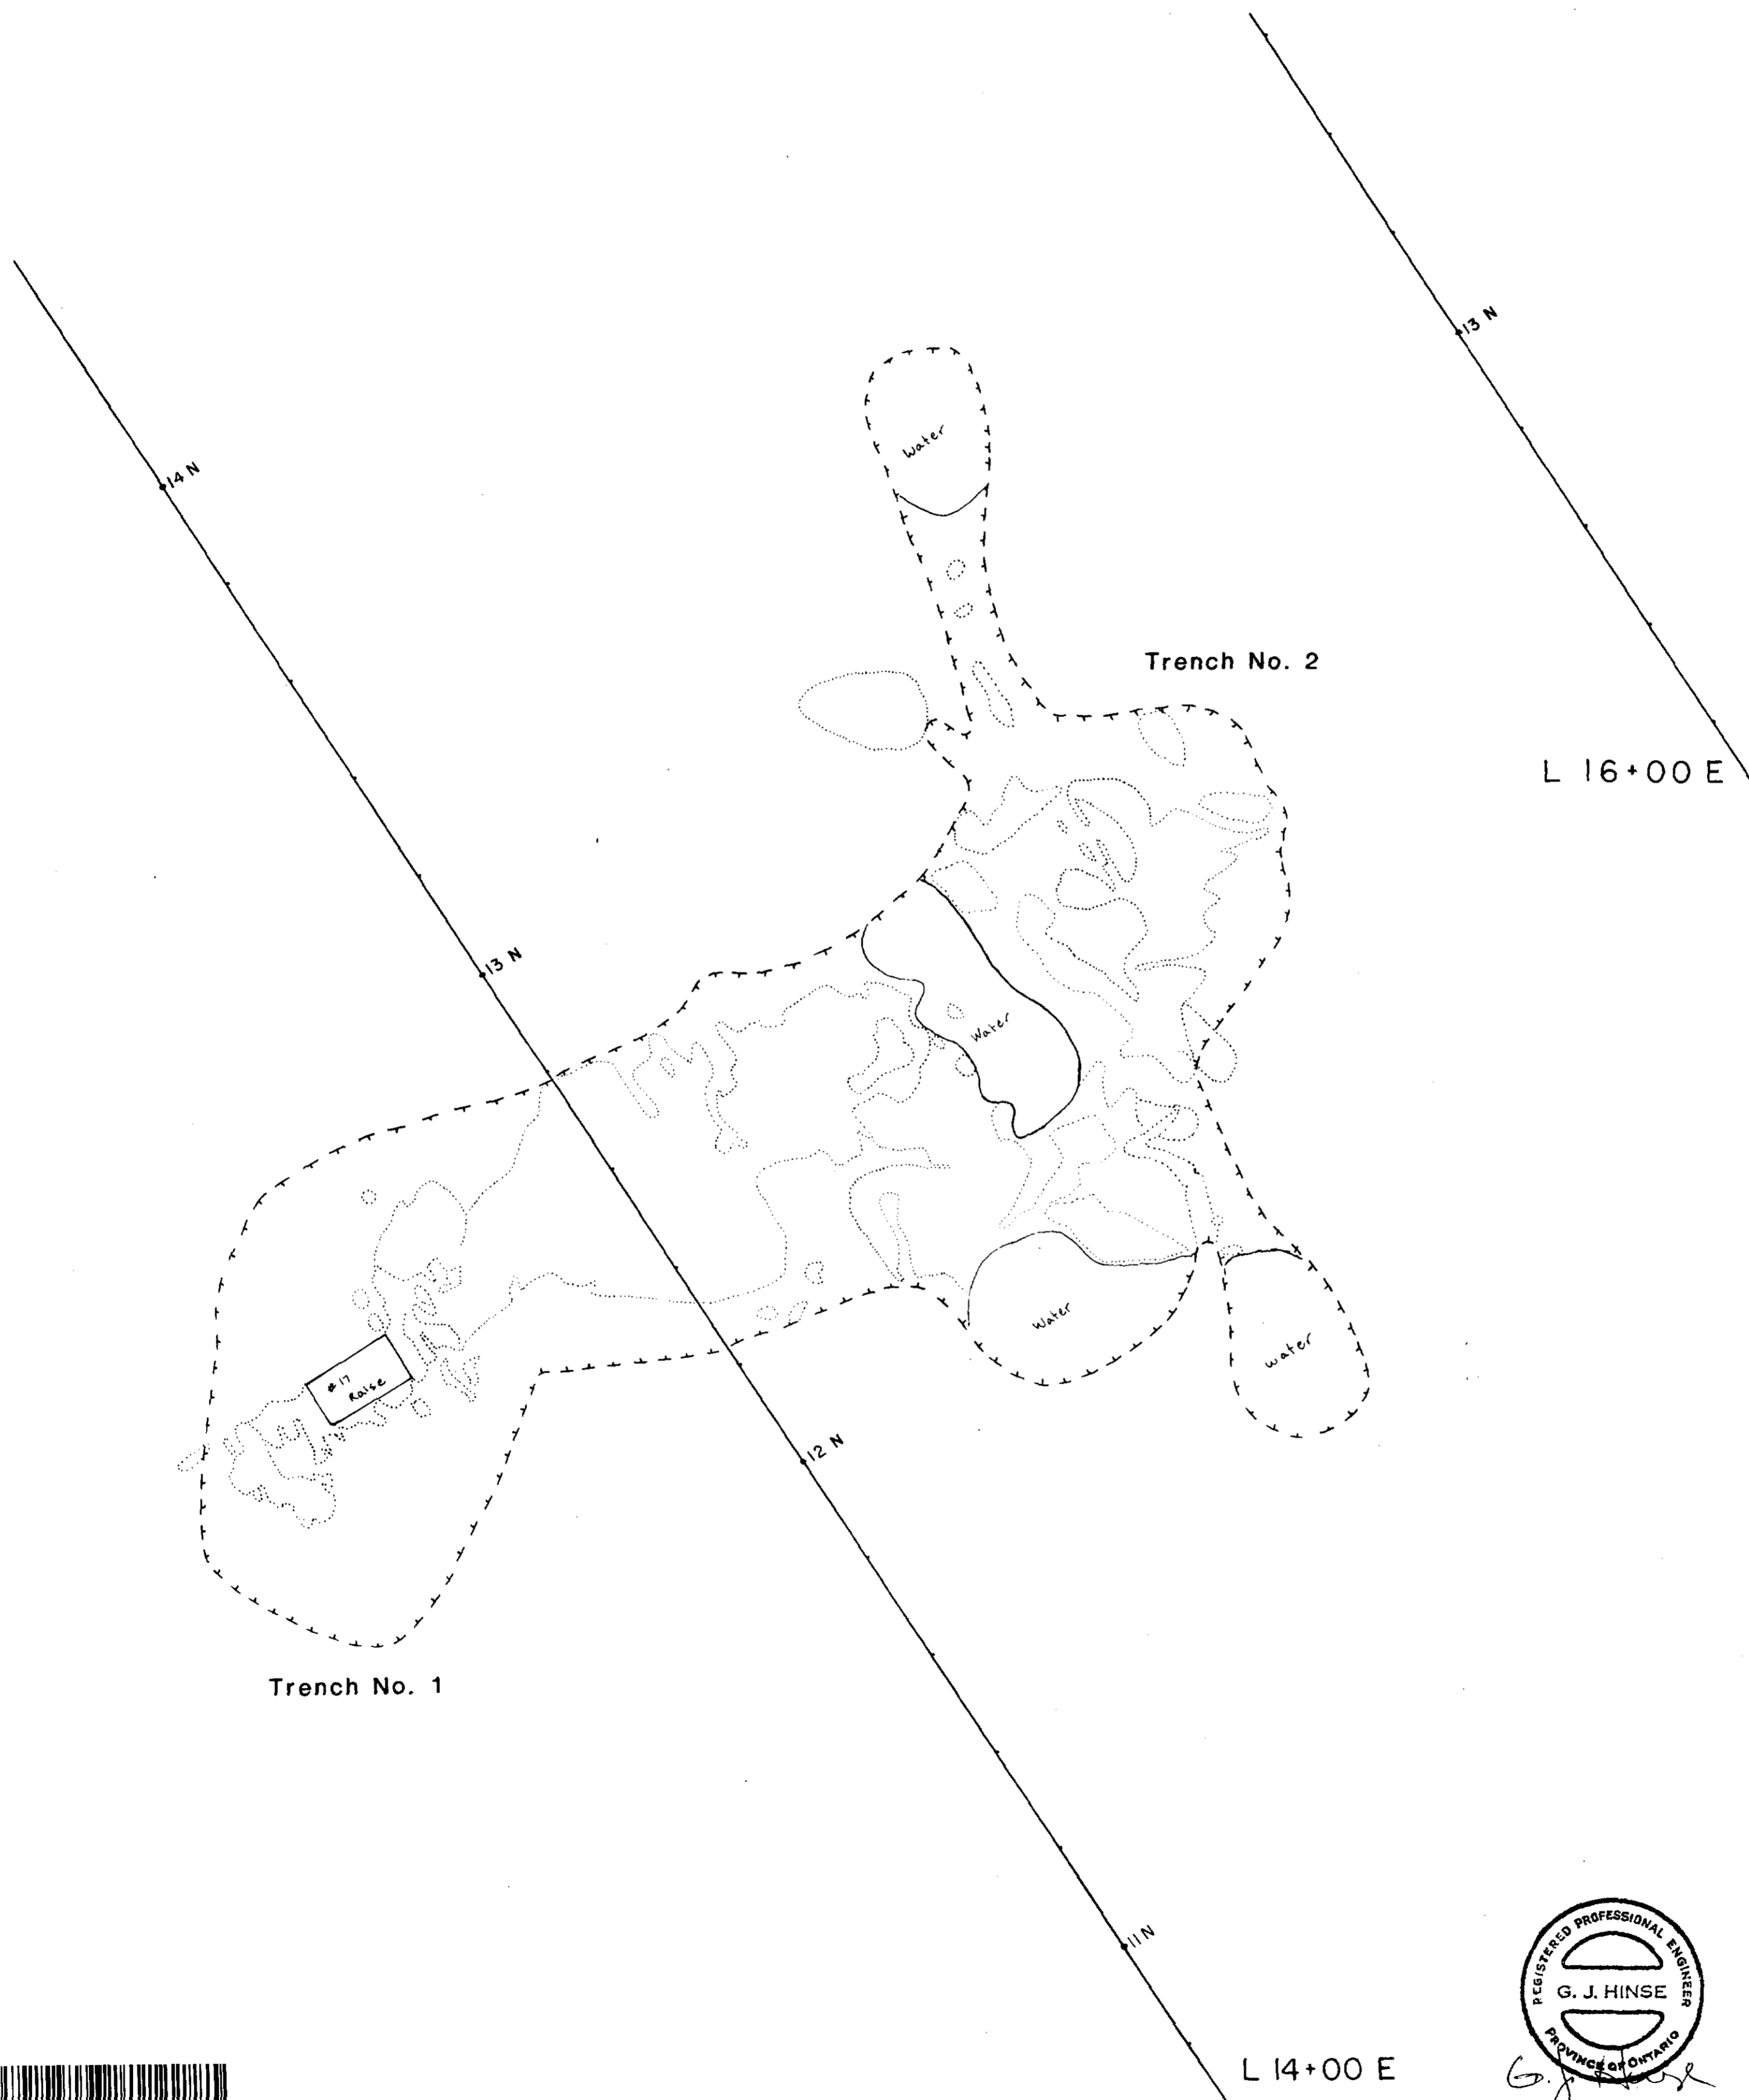 13 N
Water
14 N
Trench No. 2
L 16+00 E
13 N
Water
Water
Water
#17
Raise
12 N
Trench No. 1
11 N
REGISTERED PROFESSIONAL ENGINEER
G. J. HINSE
PROVINCE OF ONTARIO
G. J. Hinse
L 14+00 E